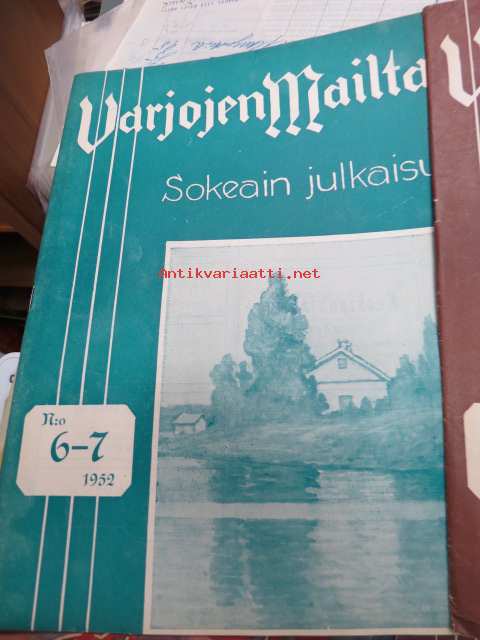 Varjojen Mailta
Sokeain julkaisu
Antikvariaatti.net
N:o
6-7
1952